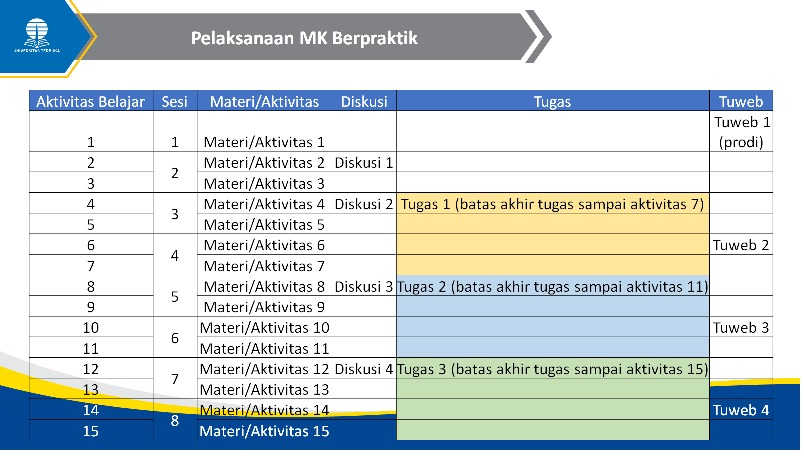 UNIVERSITAS TERBUKA
Pelaksanaan MK Berpraktik
Aktivitas Belajar Sesi Materi/Aktivitas Diskusi Tugas Tuweb
1 1 Materi/Aktivitas 1 Tuweb 1 (prodi)
2 2 Materi/Aktivitas 2 Diskusi 1
3 Materi/Aktivitas 3
4 3 Materi/Aktivitas 4 Diskusi 2 Tugas 1 (batas akhir tugas sampai aktivitas 7)
5 Materi/Aktivitas 5
6 4 Materi/Aktivitas 6 Tuweb 2
7 Materi/Aktivitas 7
8 5 Materi/Aktivitas 8 Diskusi 3 Tugas 2 (batas akhir tugas sampai aktivitas 11)
9 Materi/Aktivitas 9
10 6 Materi/Aktivitas 10 Tuweb 3
11 Materi/Aktivitas 11
12 7 Materi/Aktivitas 12 Diskusi 4 Tugas 3 (batas akhir tugas sampai aktivitas 15)
13 Materi/Aktivitas 13
14 8 Materi/Aktivitas 14 Tuweb 4
15 Materi/Aktivitas 15